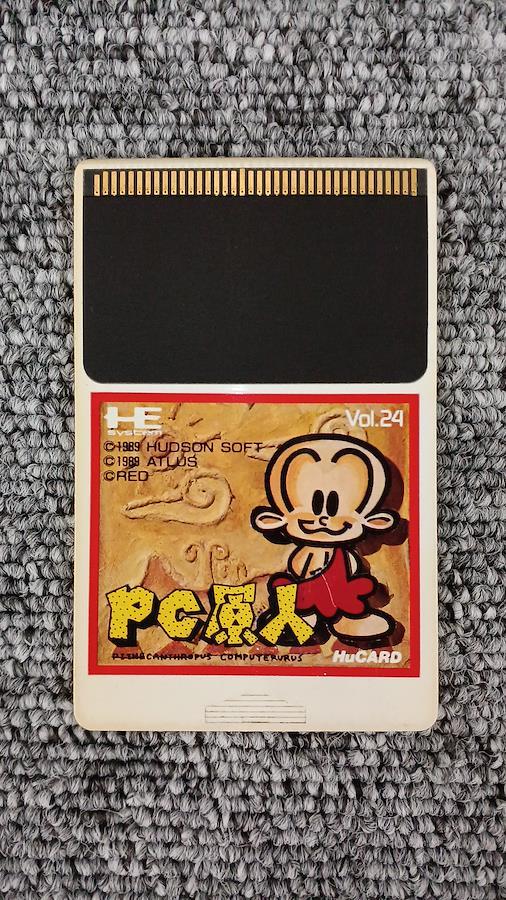 HE
SYSTEM
Vol.24
©1989 HUDSON SOFT
©1989 ATLUS
©RED
PC原人
PITHECANTHROPUS COMPUTERURUS
HuCARD